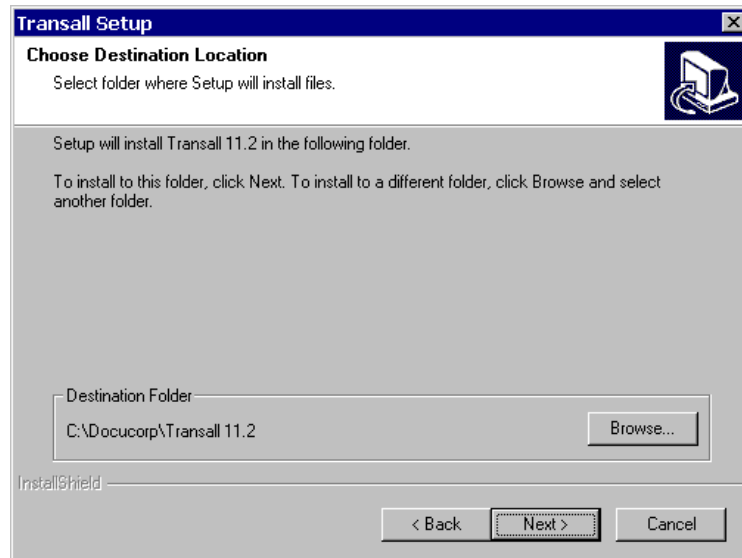 Transall Setup
Choose Destination Location
Select folder where Setup will install files.
Setup will install Transall 11.2 in the following folder.
To install to this folder, click Next. To install to a different folder, click Browse and select
another folder.
Destination Folder
C:\Docucorp\Transall 11.2
Browse...
InstallShield
< Back
Next >
Cancel